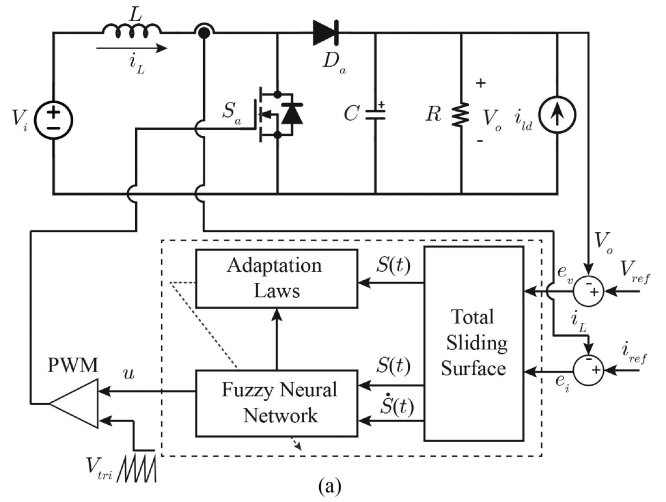 L
i_L
D_a
V_i
S_a
C
R
+
V_o
-
i_ld
Adaptation
Laws
S(t)
Total
Sliding
Surface
e_v
V_o
V_ref
i_L
PWM
u
Fuzzy Neural
Network
S(t)
Ṡ(t)
e_i
i_ref
V_tri
(a)